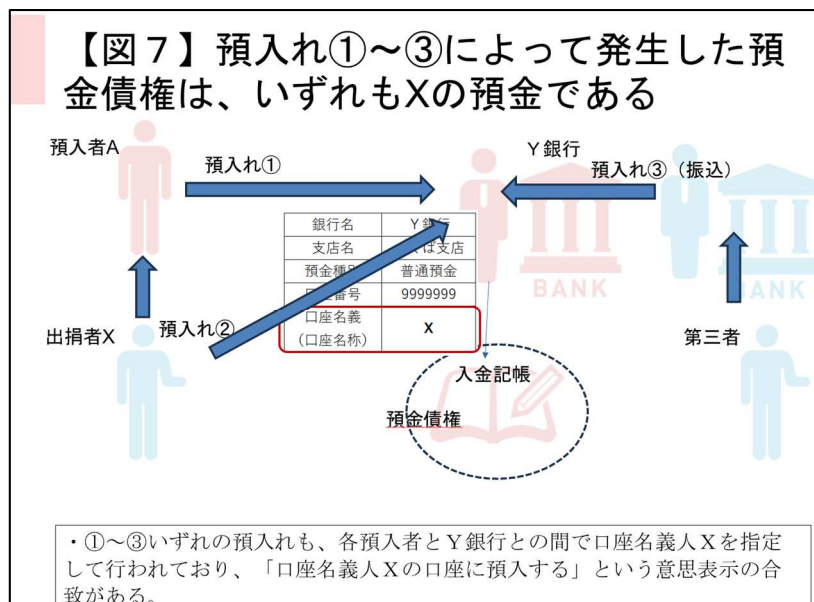 【図７】預入れ①～③によって発生した預
金債権は、いずれもXの預金である
預入者A
預入れ①
Ｙ銀行
預入れ③（振込）
銀行名
支店名
普通預金
9999999
口座名義
（口座名称）
X
BANK
BANK
出捐者X
預入れ②
第三者
入金記帳
預金債権
・①～③いずれの預入れも、各預入者とＹ銀行との間で口座名義人Ｘを指定
して行われており、「口座名義人Ｘの口座に預入する」という意思表示の合
致がある。